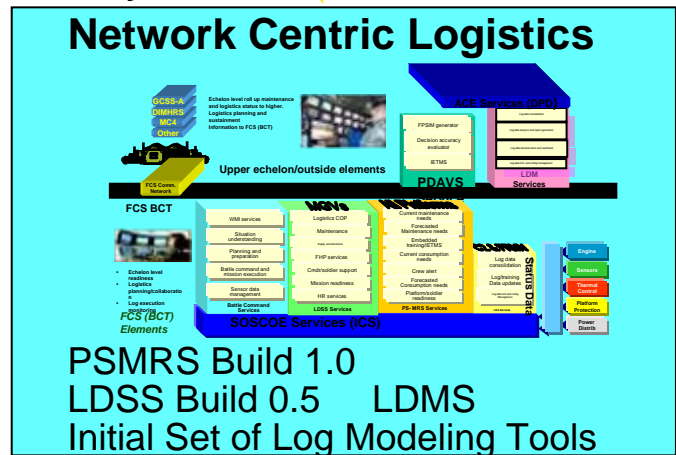 Network Centric Logistics
GCSS-A
DIMHRS
MC4
Other
Echelon level roll up maintenance
and logistics status to higher.
Logistics planning and
sustainment
Information to FCS (BCT)
ACE Services (DPD)
FPSIM generator
Decision accuracy
evaluator
IETMS
PDAVS
LDM
Services
Upper echelon/outside elements
FCS Comm.
Network
FCS BCT
• Echelon level
readiness
• Logistics
planning/collaboratio
n
• Log execution
monitoring
FCS (BCT)
Elements
WMI services
Situation
understanding
Planning and
preparation
Battle command and
mission execution
Sensor data
management
Battle Command
Services
MGVs
Logistics COP
Maintenance
FHP services
Cmdr/soldier support
Mission readiness
HR services
LDSS Services
Current maintenance
needs
Forecasted
Maintenance needs
Embedded
training/IETMS
Current consumption
needs
Crew alert
Forecasted
Consumption needs
Platform/soldier
readiness
PS- MRS Services
Log data
consolidation
Log/training
Data updates
Status Data
Engine
Sensors
Thermal
Control
Platform
Protection
Power
Distrib
SOSCOE Services (ICS)
PSMRS Build 1.0
LDSS Build 0.5 LDMS
Initial Set of Log Modeling Tools